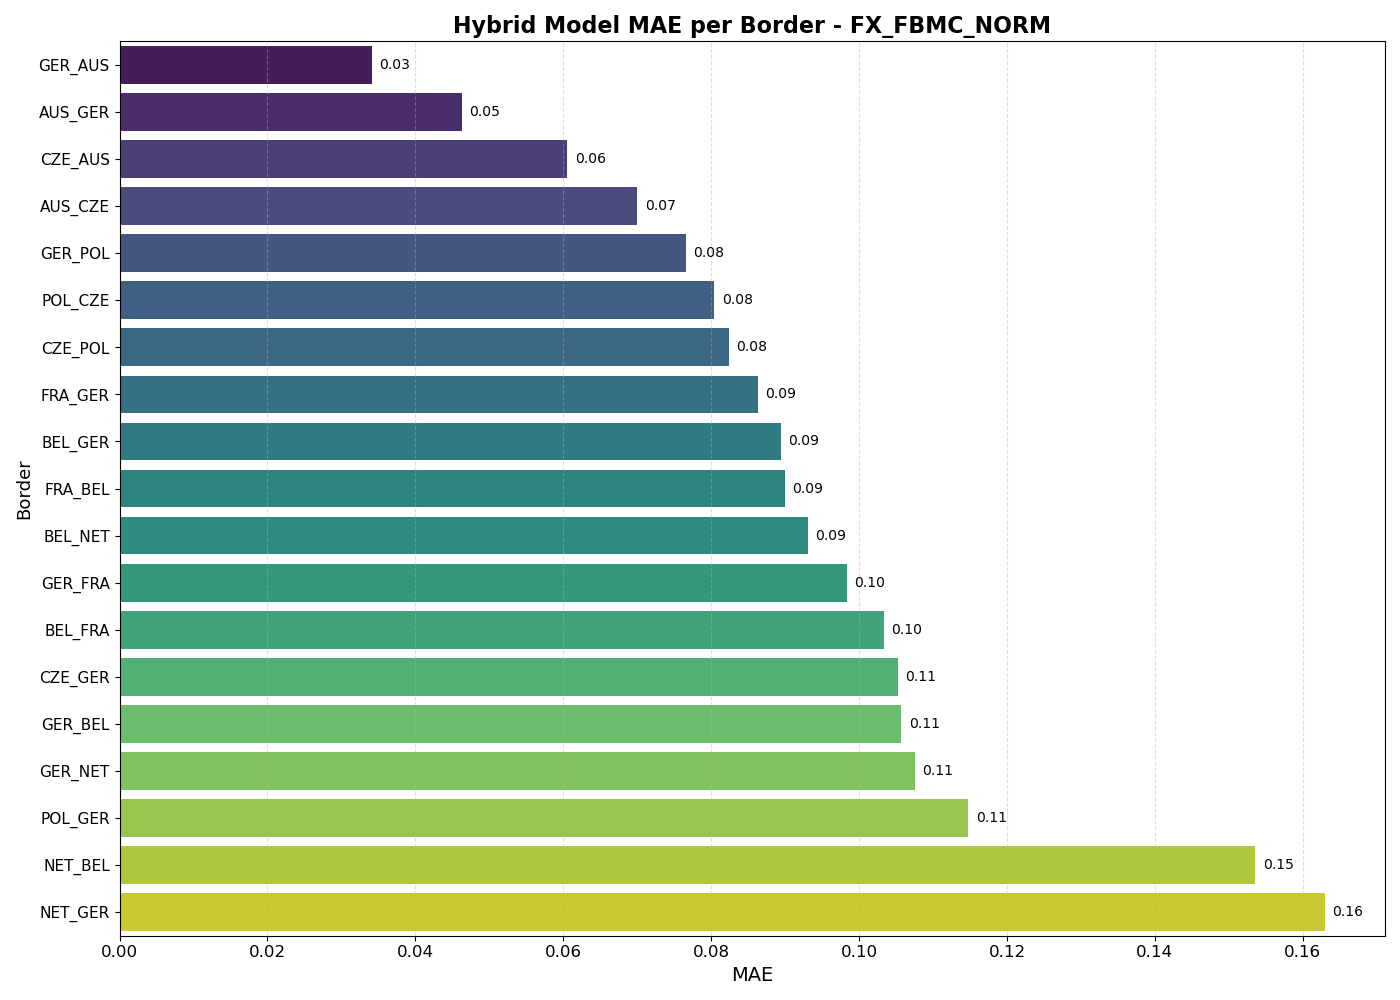 Hybrid Model MAE per Border - FX_FBMC_NORM
Border
GER_AUS 0.03
AUS_GER 0.05
CZE_AUS 0.06
AUS_CZE 0.07
GER_POL 0.08
POL_CZE 0.08
CZE_POL 0.08
FRA_GER 0.09
BEL_GER 0.09
FRA_BEL 0.09
BEL_NET 0.09
GER_FRA 0.10
BEL_FRA 0.10
CZE_GER 0.11
GER_BEL 0.11
GER_NET 0.11
POL_GER 0.11
NET_BEL 0.15
NET_GER 0.16
0.00 0.02 0.04 0.06 0.08 0.10 0.12 0.14 0.16
MAE